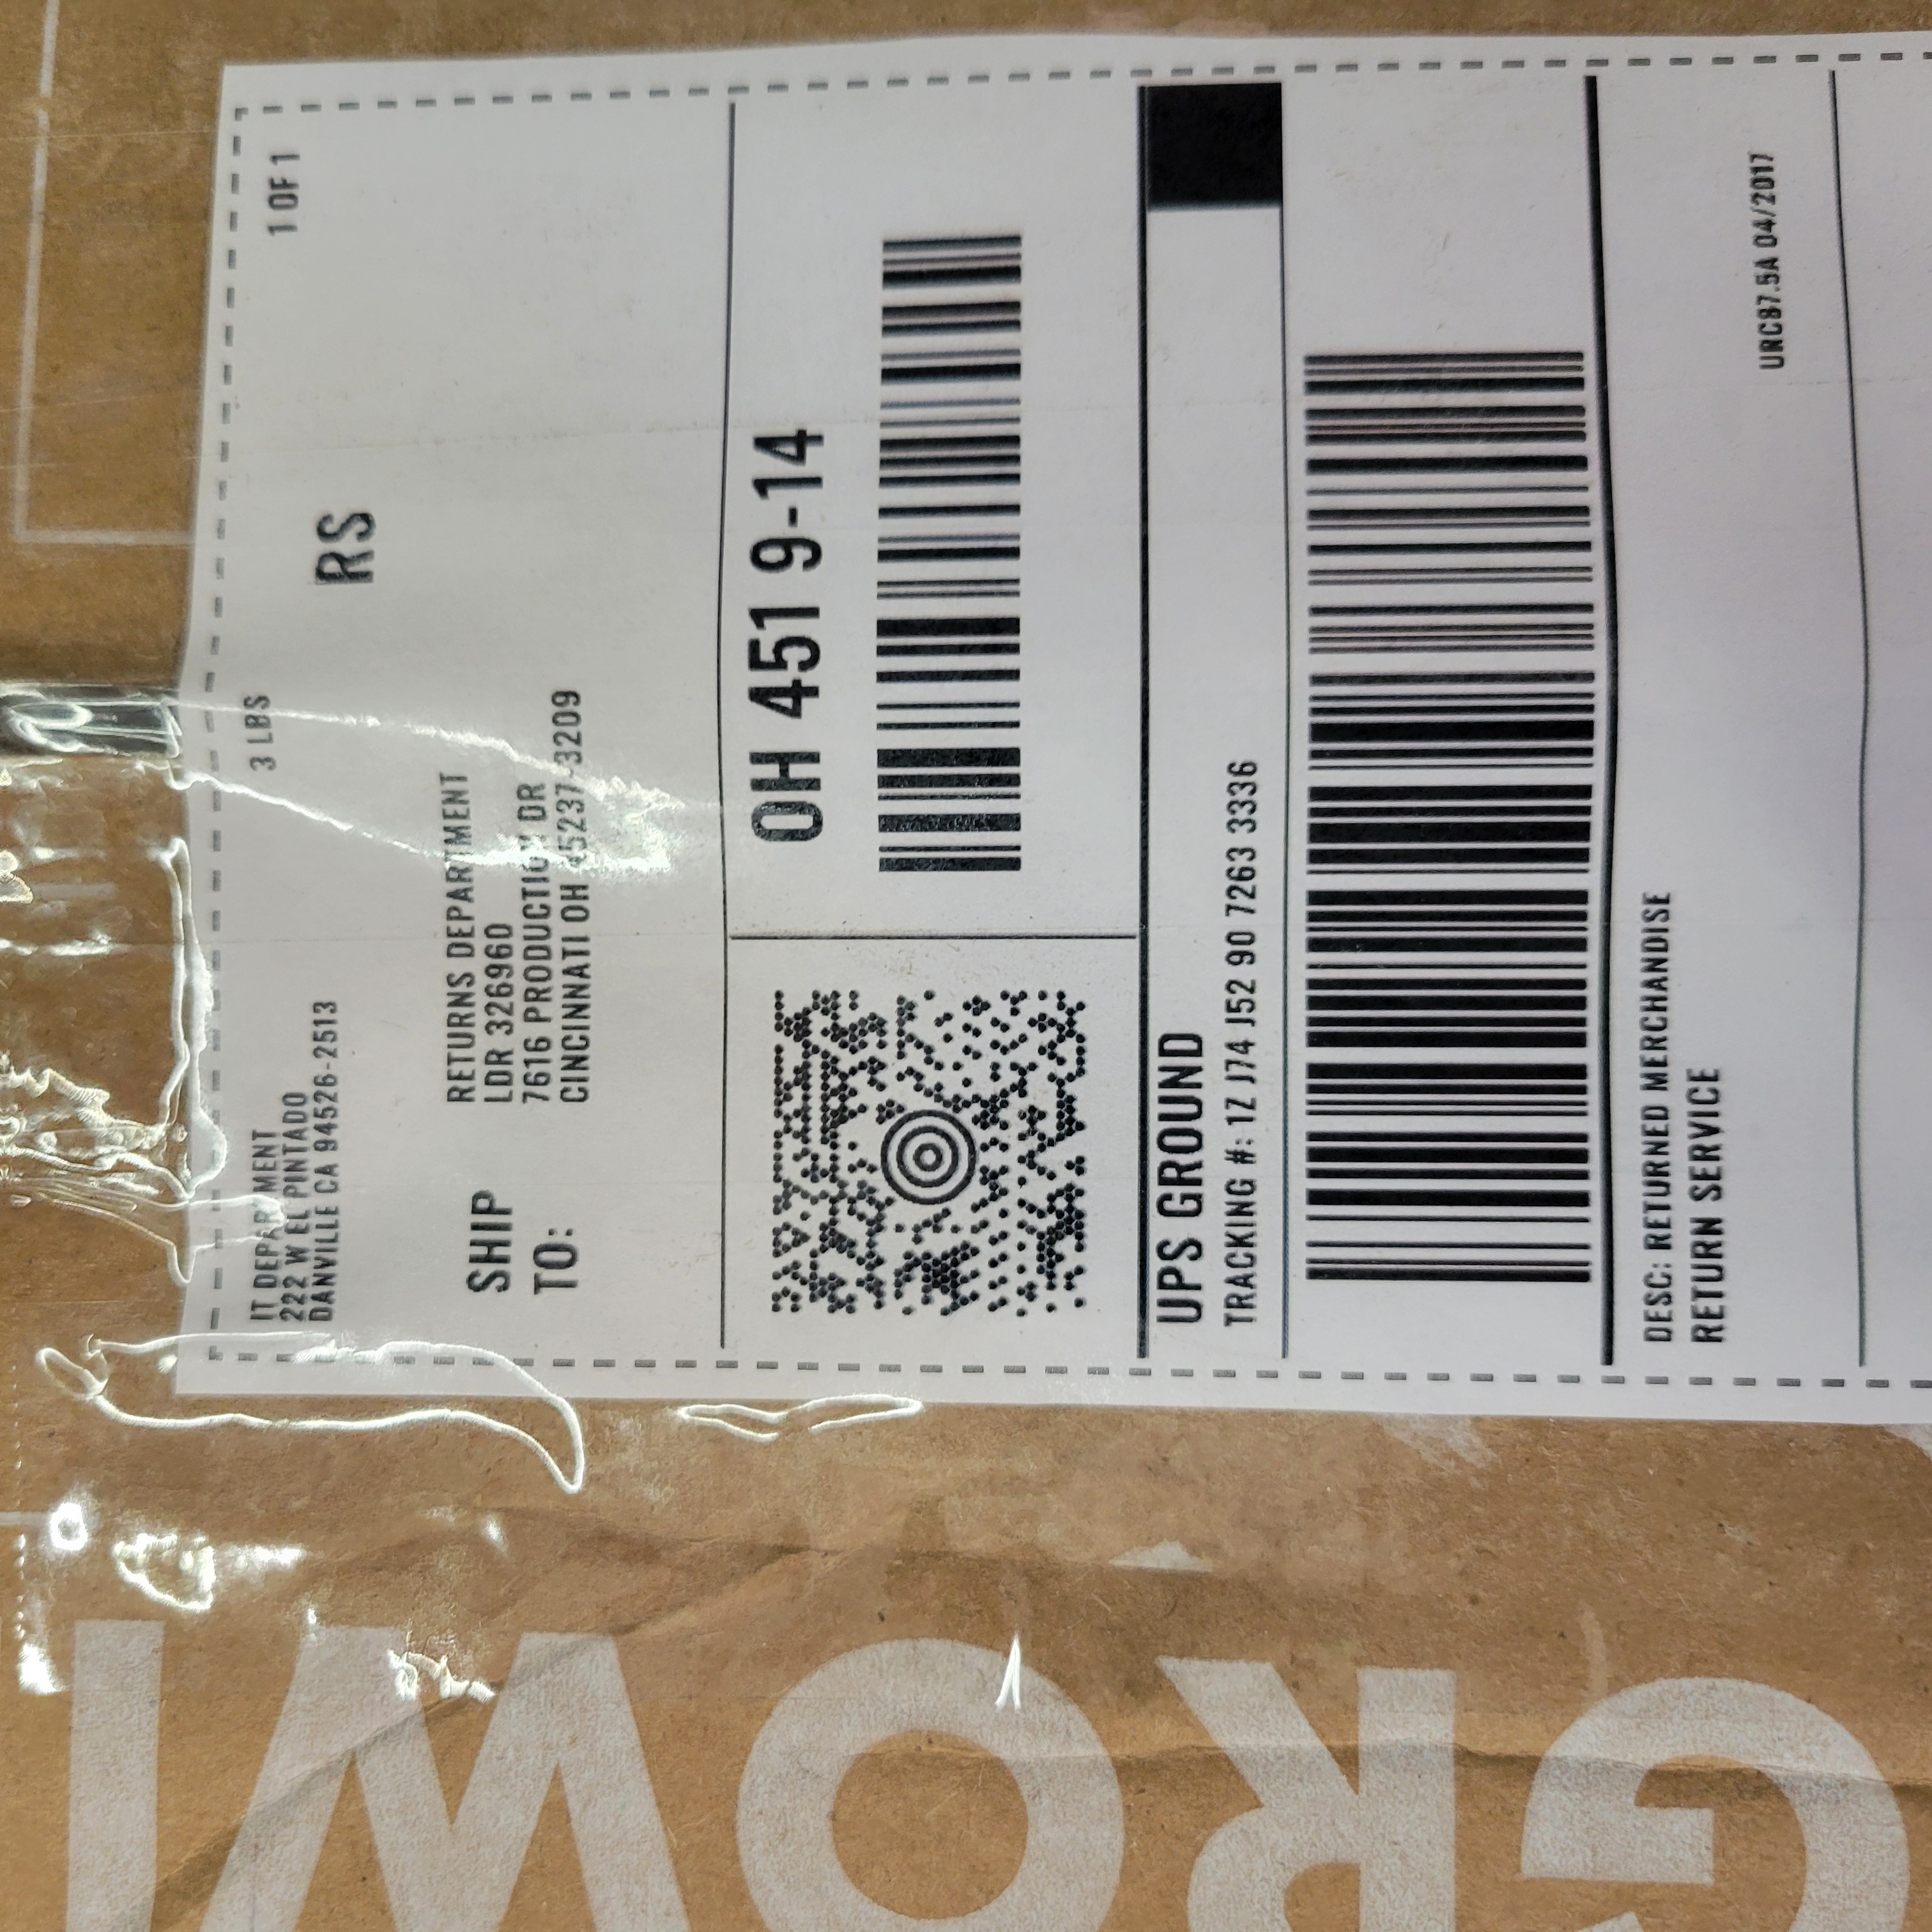 IT DEPARTMENT
222 W EL PINTADO
DANVILLE CA 94526-2513
3 LBS
1 OF 1
RS
SHIP
TO:
RETURNS DEPARTMENT
LDR 326960
7616 PRODUCTION DR
CINCINNATI OH 45237-3209
OH 451 9-14
UPS GROUND
TRACKING #: 1Z J74 J52 90 7263 3336
DESC: RETURNED MERCHANDISE
RETURN SERVICE
URC87.5A 04/2017